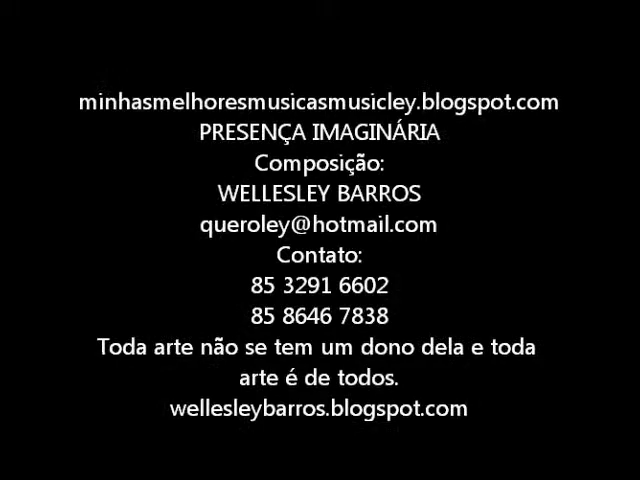 minhasmelhoresmusicasmusicley.blogspot.com
PRESENÇA IMAGINÁRIA
Composição:
WELLESLEY BARROS
queroley@hotmail.com
Contato:
85 3291 6602
85 8646 7838
Toda arte não se tem um dono dela e toda
arte é de todos.
wellesleybarros.blogspot.com